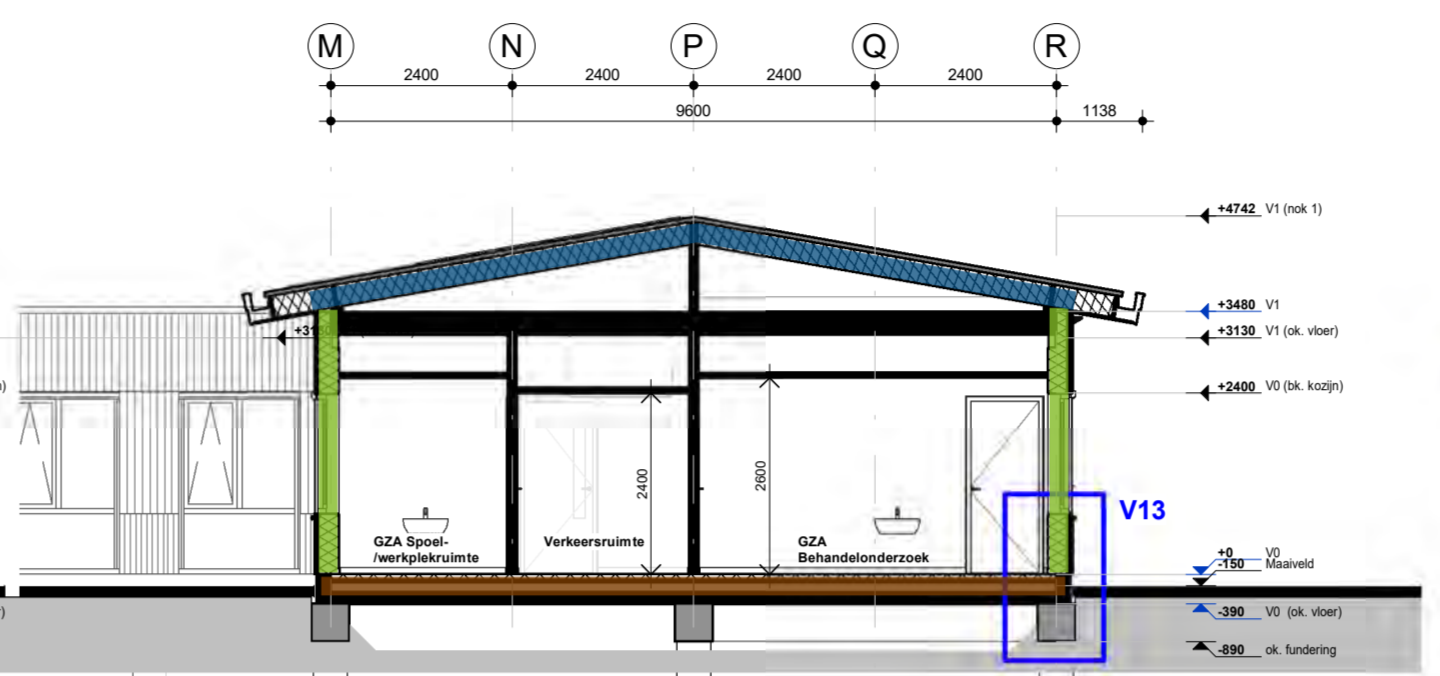 M N P Q R
2400 2400 2400 2400
9600 1138
+4742 V1 (nok 1)
+3480 V1
+3130 V1 (ok. vloer)
+2400 V0 (bk. kozijn)
2400
2600
V13
GZA Spoel-
/werkplekruimte
Verkeersruimte
GZA
Behandelonderzoek
+0 V0
-150 Maaiveld
-390 V0 (ok. vloer)
-890 ok. fundering